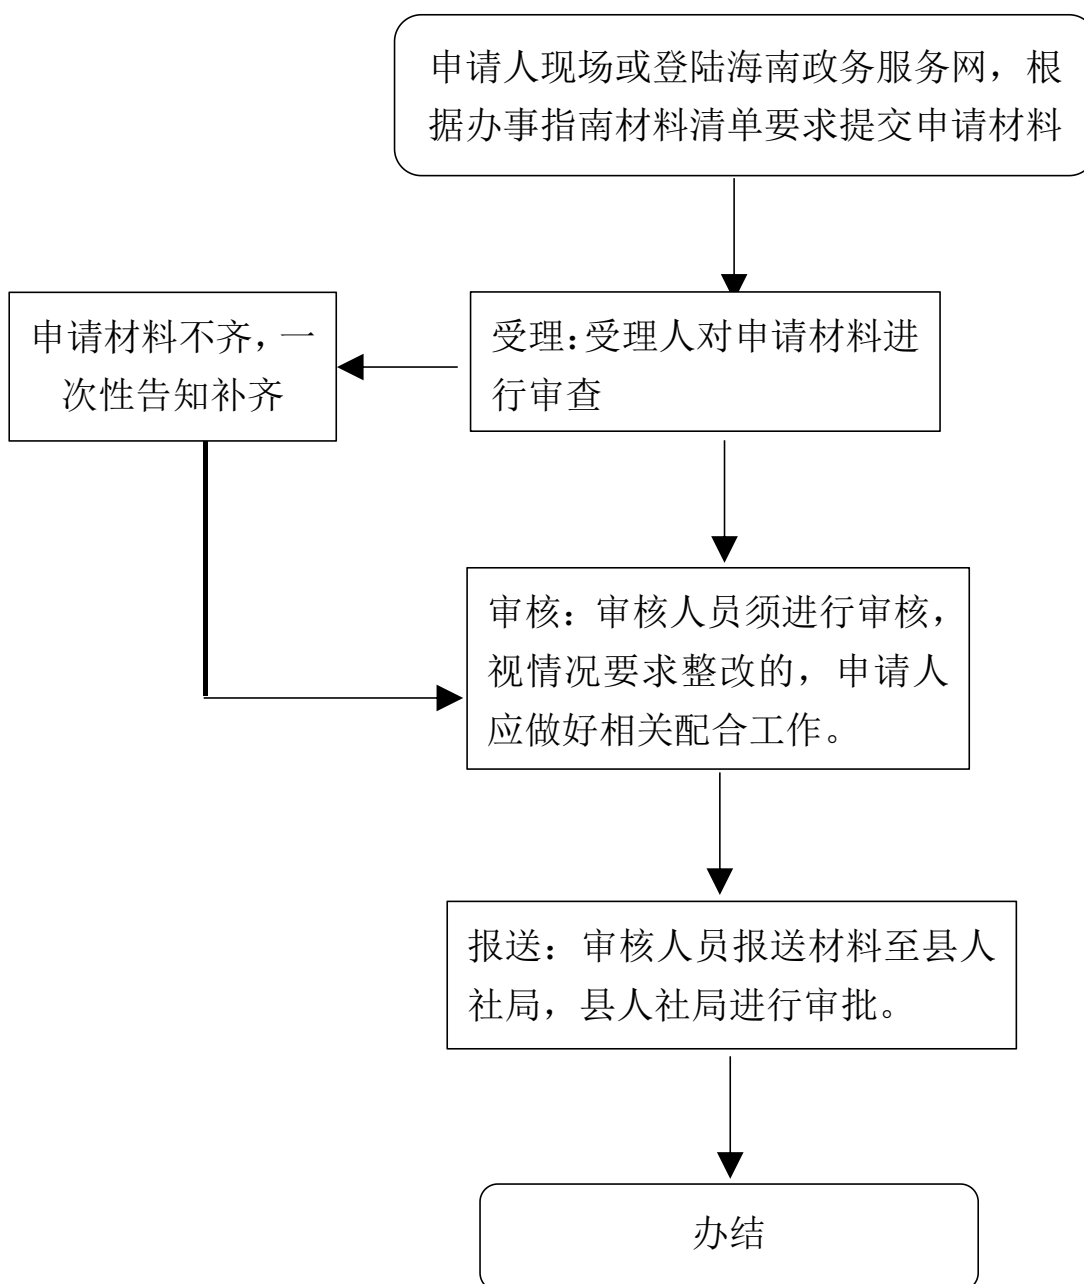 申请人现场或登陆海南政务服务网，根
据办事指南材料清单要求提交申请材料
申请材料不齐，一
次性告知补齐
受理：受理人对申请材料进
行审查
审核：审核人员须进行审核，
视情况要求整改的，申请人
应做好相关配合工作。
报送：审核人员报送材料至县人
社局，县人社局进行审批。
办结